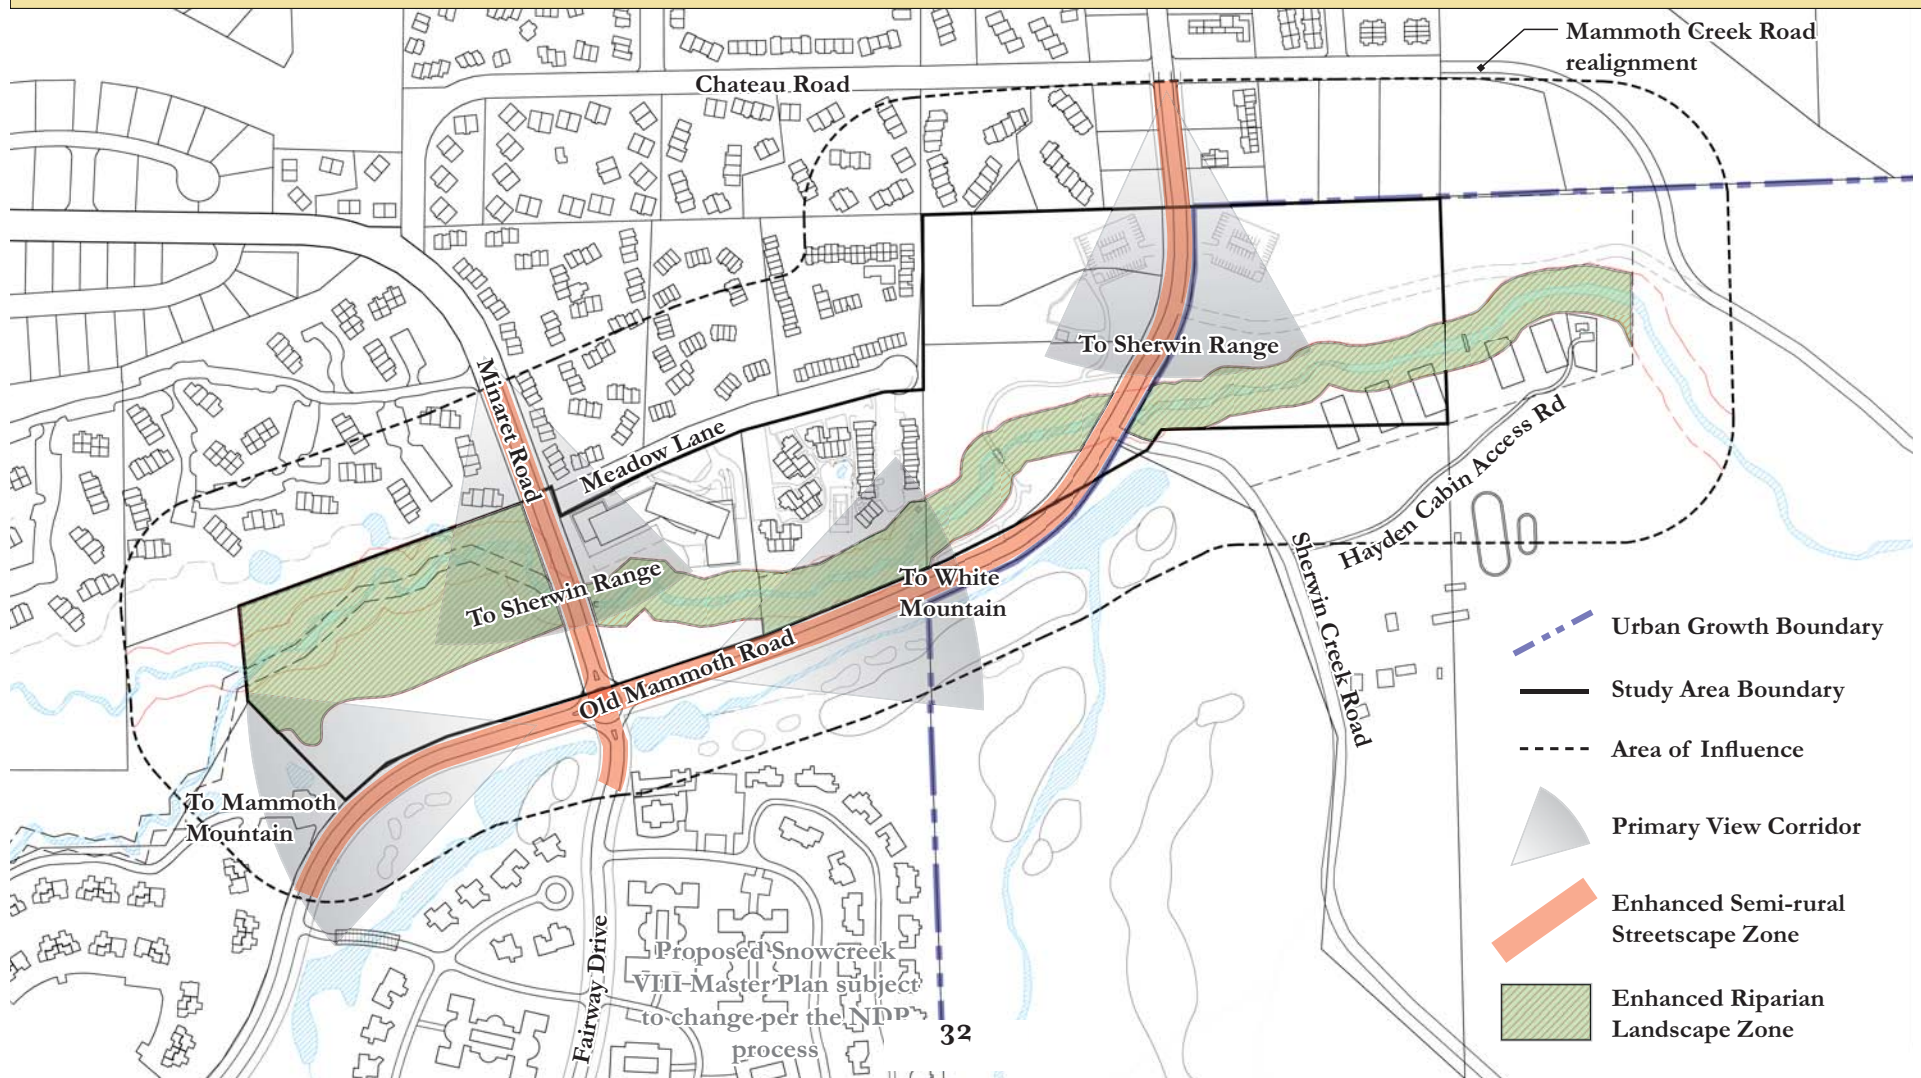 Mammoth Creek Road
realignment
Chateau Road
To Sherwin Range
Minaret Road
Meadow Lane
Hayden Cabin Access Rd
To Sherwin Range
To White
Mountain
Sherwin Creek Road
Old Mammoth Road
To Mammoth
Mountain
Fairway Drive
Proposed Snowcreek
VIII Master Plan subject
to change per the NDP
process
32
Urban Growth Boundary
Study Area Boundary
Area of Influence
Primary View Corridor
Enhanced Semi-rural
Streetscape Zone
Enhanced Riparian
Landscape Zone